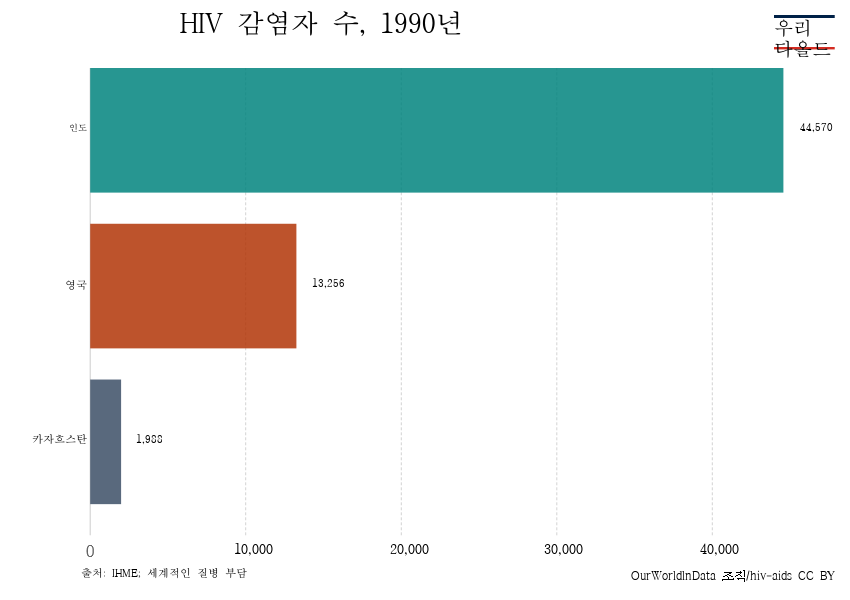 HIV 감염자 수, 1990년
우리
다올드
인도
44,570
영국
13,256
카자흐스탄
1,988
0
10,000
20,000
30,000
40,000
출처: IHME; 세계적인 질병 부담
OurWorldInData 조직/hiv-aids CC BY